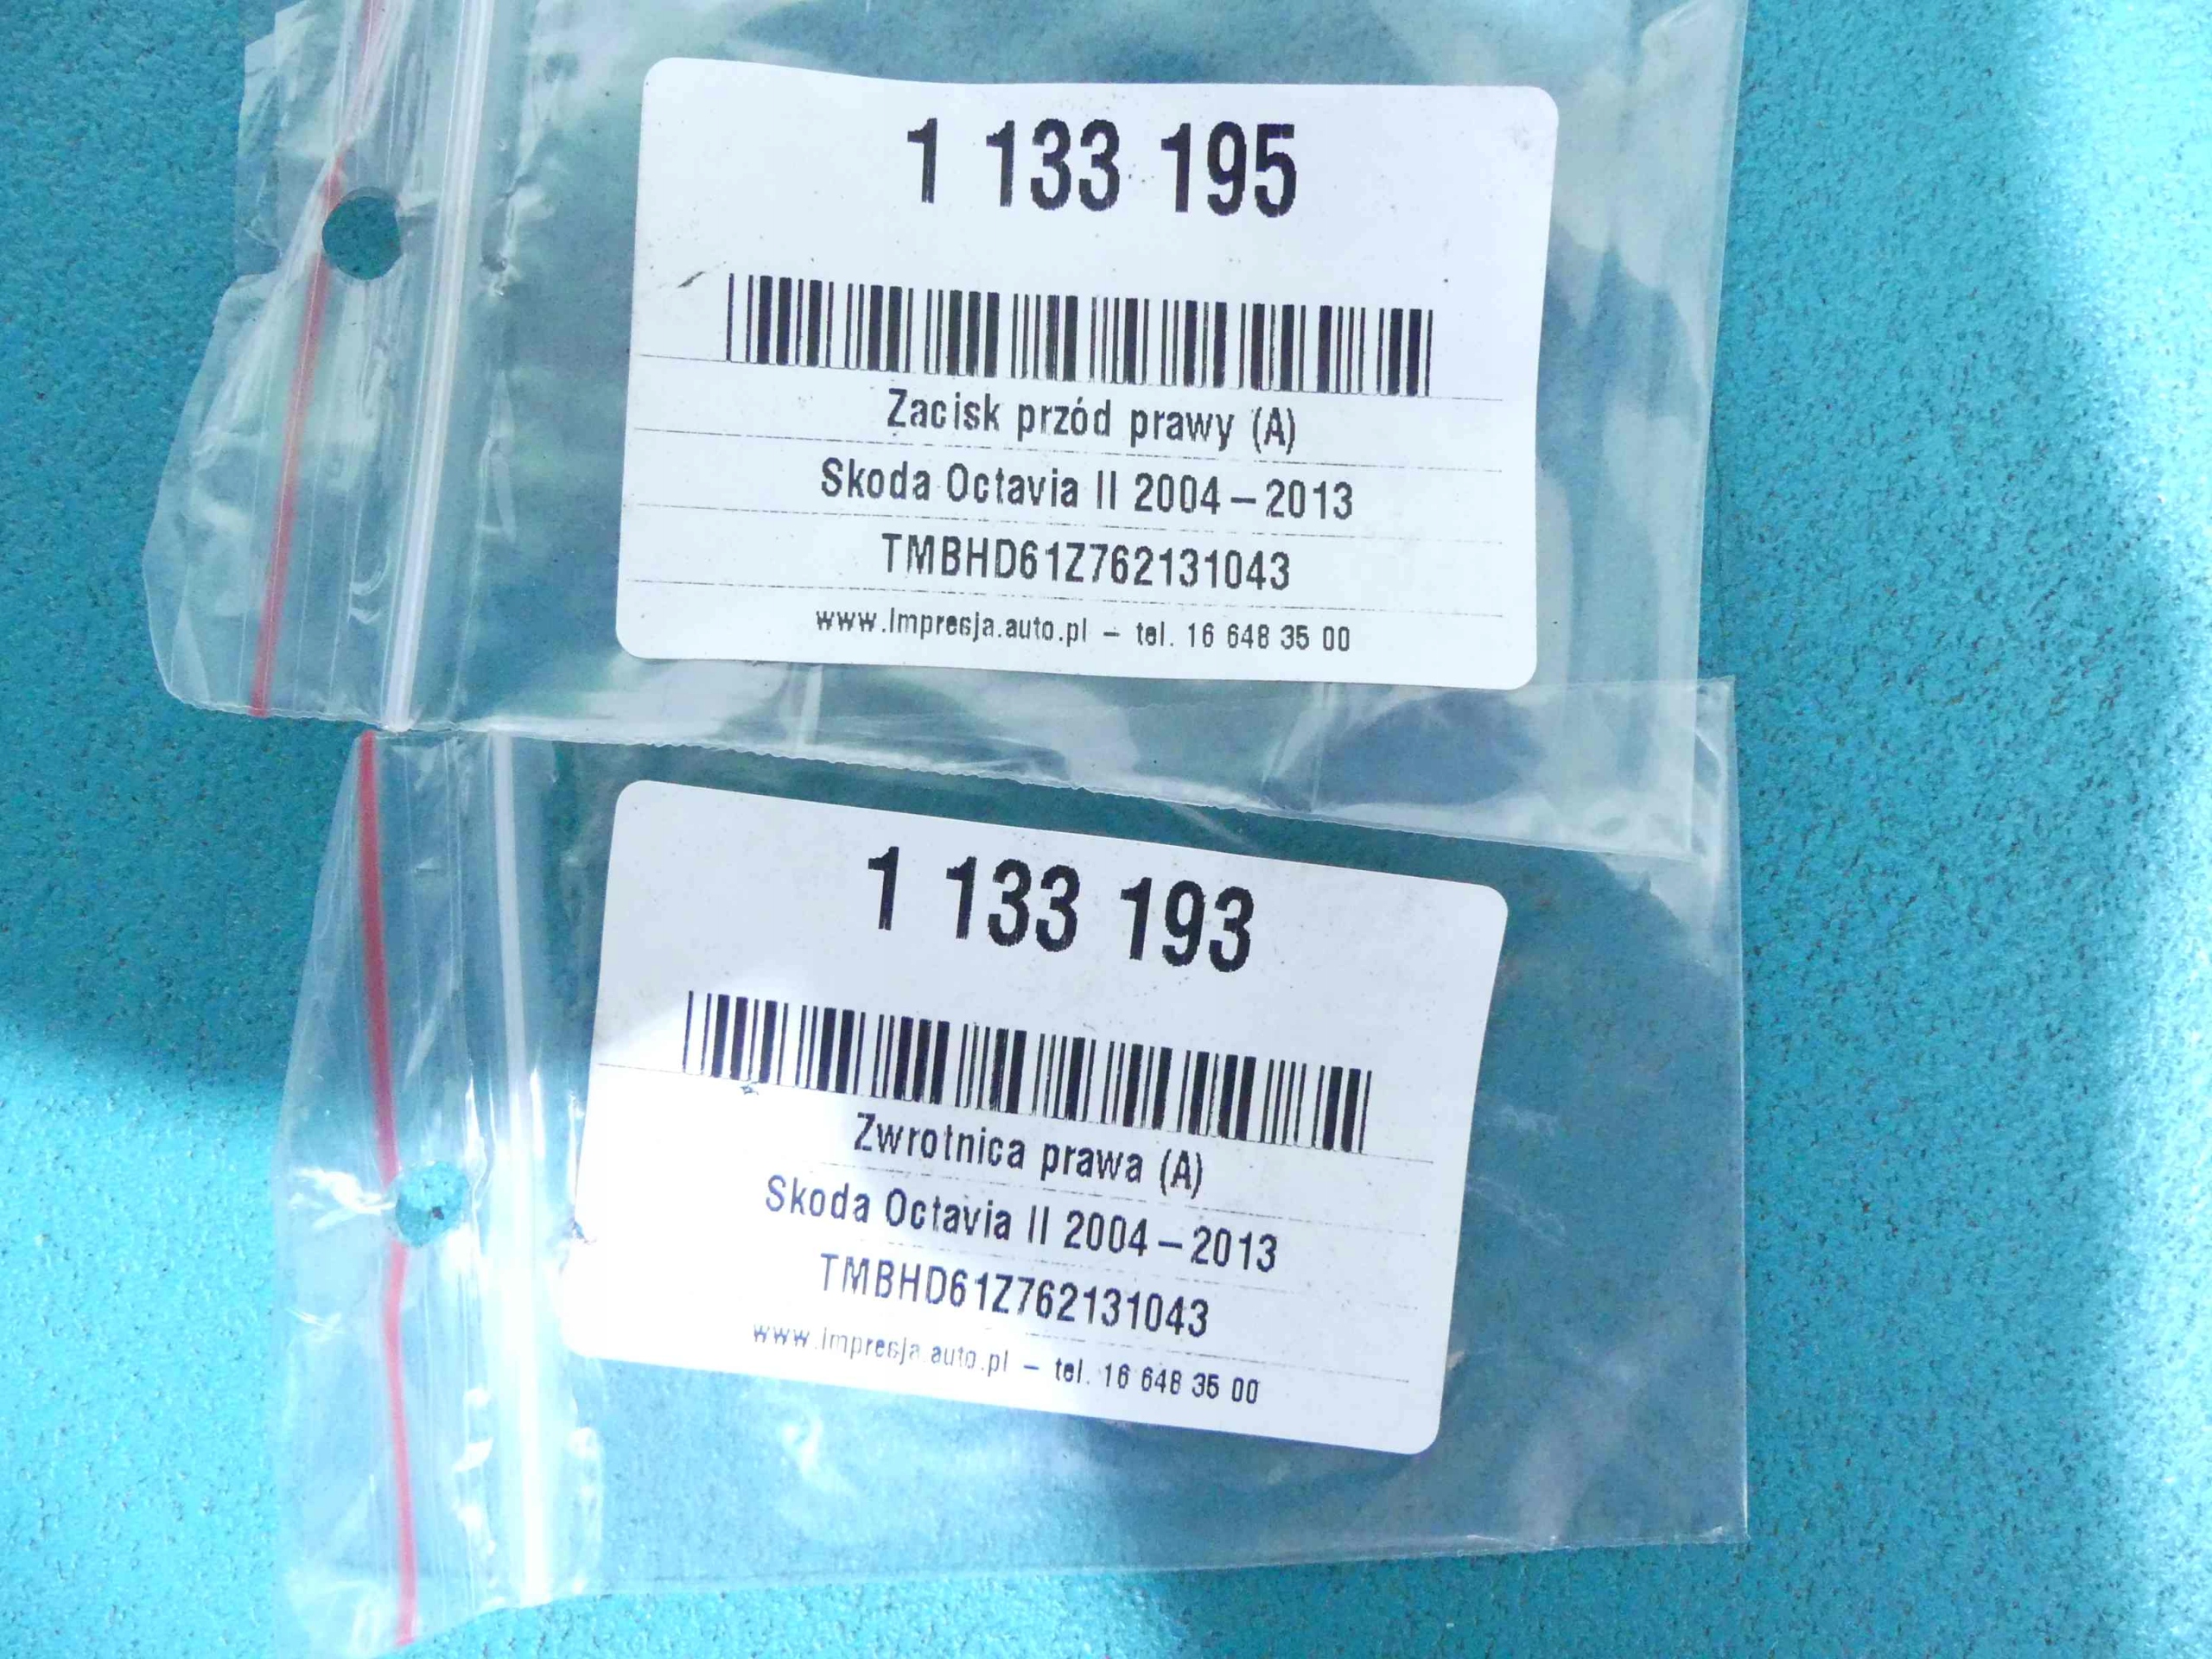 1 133 195
Zacisk przód prawy (A)
Skoda Octavia II 2004–2013
TMBHD61Z762131043
www.impresja.auto.pl – tel. 16 648 35 00
1 133 193
Zwrotnica prawa (A)
Skoda Octavia II 2004–2013
TMBHD61Z762131043
www.impresja.auto.pl – tel. 16 648 35 00